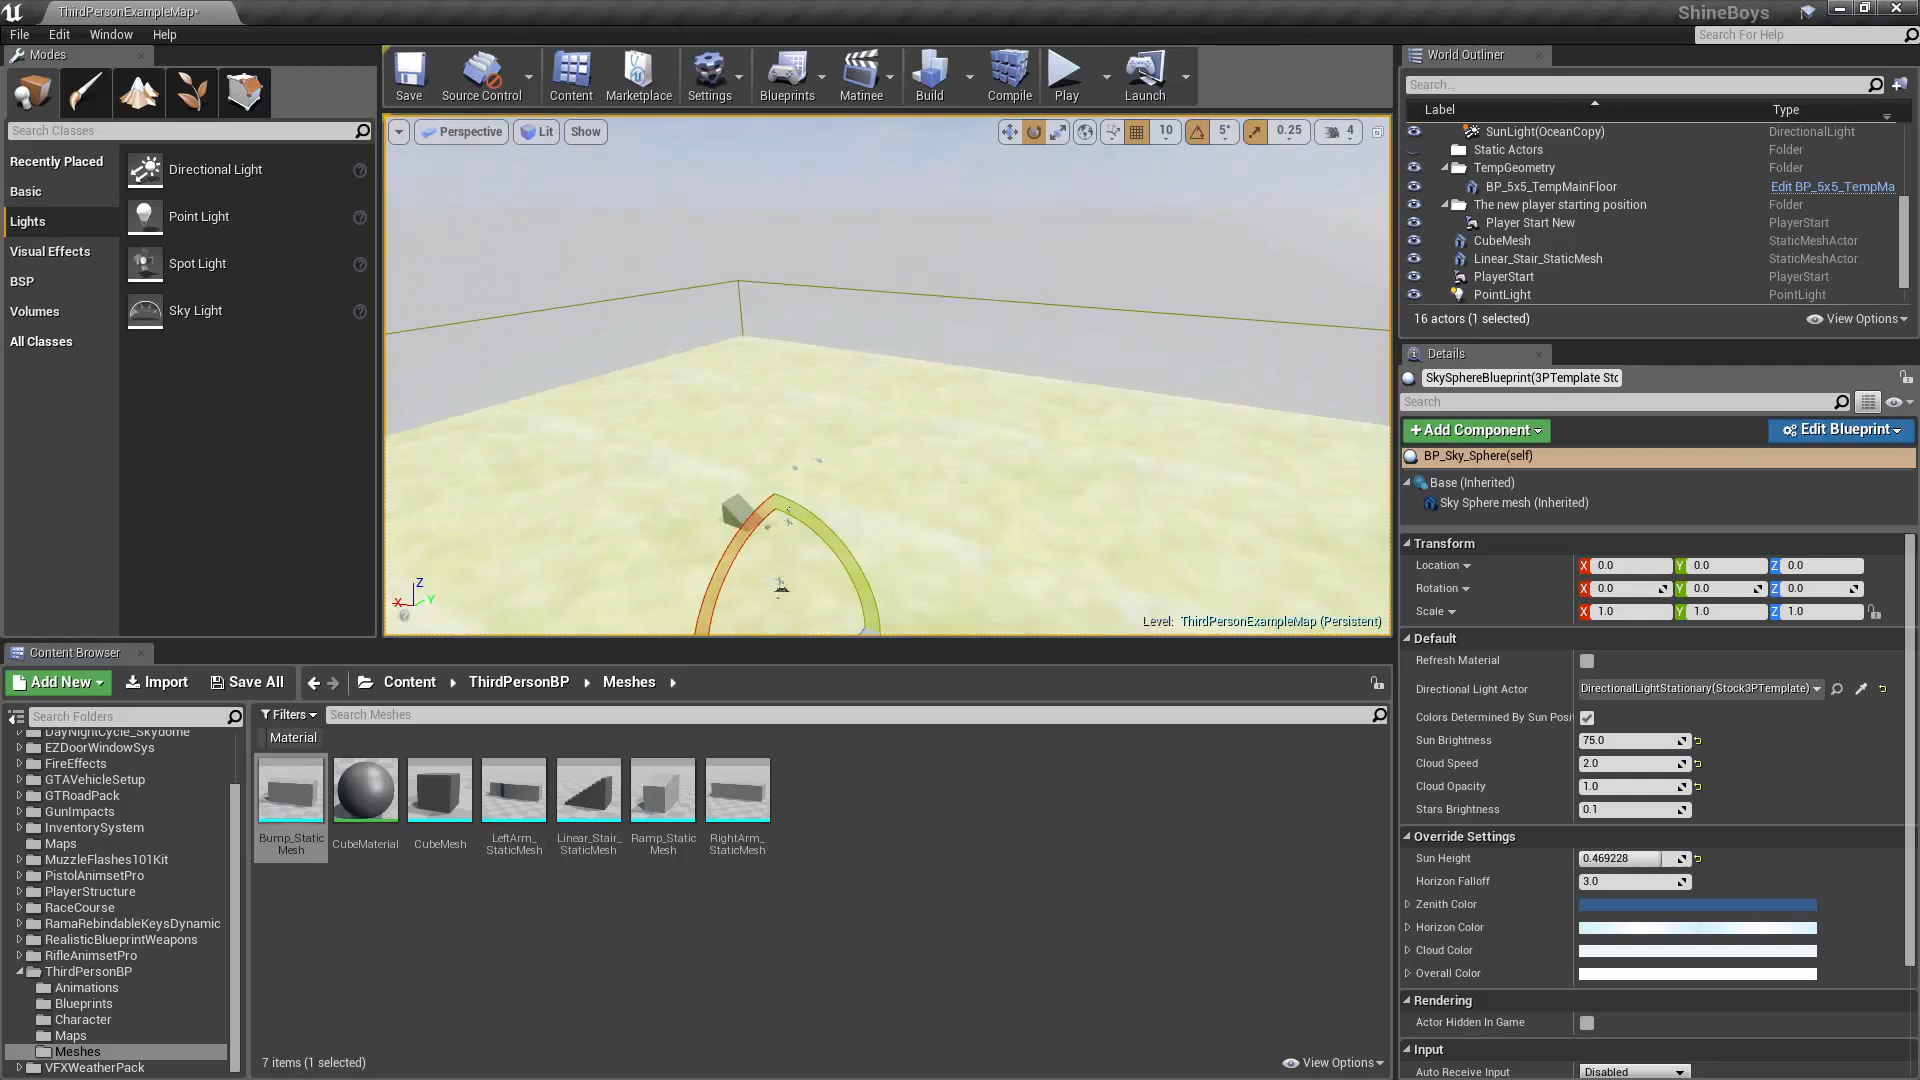 ThirdPersonExampleMap*
ShineBoys
File
Edit
Window
Help
Search For Help
Modes
Search Classes
Recently Placed
Basic
Lights
Visual Effects
BSP
Volumes
All Classes
Directional Light
Point Light
Spot Light
Sky Light
Save
Source Control
Content
Marketplace
Settings
Blueprints
Matinee
Build
Compile
Play
Launch
Perspective
Lit
Show
10
5°
0.25
4
Z
X
Y
Level: ThirdPersonExampleMap (Persistent)
World Outliner
Search...
Label
Type
SunLight(OceanCopy)
DirectionalLight
Static Actors
Folder
TempGeometry
Folder
BP_5x5_TempMainFloor
Edit BP_5x5_TempMa
The new player starting position
Folder
Player Start New
PlayerStart
CubeMesh
StaticMeshActor
Linear_Stair_StaticMesh
StaticMeshActor
PlayerStart
PlayerStart
PointLight
PointLight
16 actors (1 selected)
View Options
Details
SkySphereBlueprint(3PTemplate Stc
Search
Add Component
Edit Blueprint
BP_Sky_Sphere(self)
Base (Inherited)
Sky Sphere mesh (Inherited)
Transform
Location
X 0.0 Y 0.0 Z 0.0
Rotation
X 0.0 Y 0.0 Z 0.0
Scale
X 1.0 Y 1.0 Z 1.0
Default
Refresh Material
Directional Light Actor
DirectionalLightStationary(Stock3PTemplate)
Colors Determined By Sun Posi
Sun Brightness
75.0
Cloud Speed
2.0
Cloud Opacity
1.0
Stars Brightness
0.1
Override Settings
Sun Height
0.469228
Horizon Falloff
3.0
Zenith Color
Horizon Color
Cloud Color
Overall Color
Rendering
Actor Hidden In Game
Input
Auto Receive Input
Disabled
Content Browser
Add New
Import
Save All
Content
ThirdPersonBP
Meshes
Search Folders
Filters
Search Meshes
Material
DayNightCycle_Skydome
EZDoorWindowSys
FireEffects
GTAVehicleSetup
GTRoadPack
GunImpacts
InventorySystem
Maps
MuzzleFlashes101Kit
PistolAnimsetPro
PlayerStructure
RaceCourse
RamaRebindableKeysDynamic
RealisticBlueprintWeapons
RifleAnimsetPro
ThirdPersonBP
Animations
Blueprints
Character
Maps
Meshes
VFXWeatherPack
Bump_Static
Mesh
CubeMaterial
CubeMesh
LeftArm_
StaticMesh
Linear_Stair_
StaticMesh
Ramp_Static
Mesh
RightArm_
StaticMesh
7 items (1 selected)
View Options